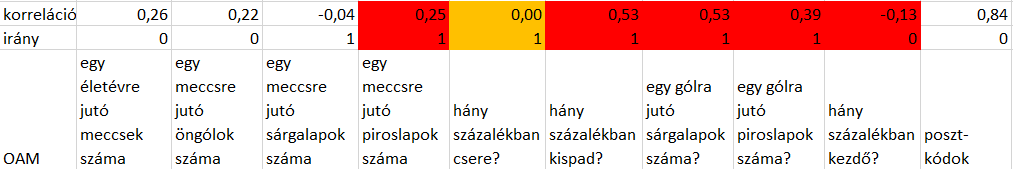 korreláció 0,26 0,22 -0,04 0,25 0,00 0,53 0,53 0,39 -0,13 0,84
irány 0 0 1 1 1 1 1 1 0 0
OAM
egy
életévre
jutó
meccsek
száma
egy
meccsre
jutó
öngólok
száma
egy
meccsre
jutó
sárgalapok
száma
egy
meccsre
jutó
piroslapok
száma
hány
százalékban
csere?
hány
százalékban
kispad?
egy gólra
jutó
sárgalapok
száma?
egy gólra
jutó
piroslapok
száma?
hány
százalékban
kezdő?
poszt-
kódok